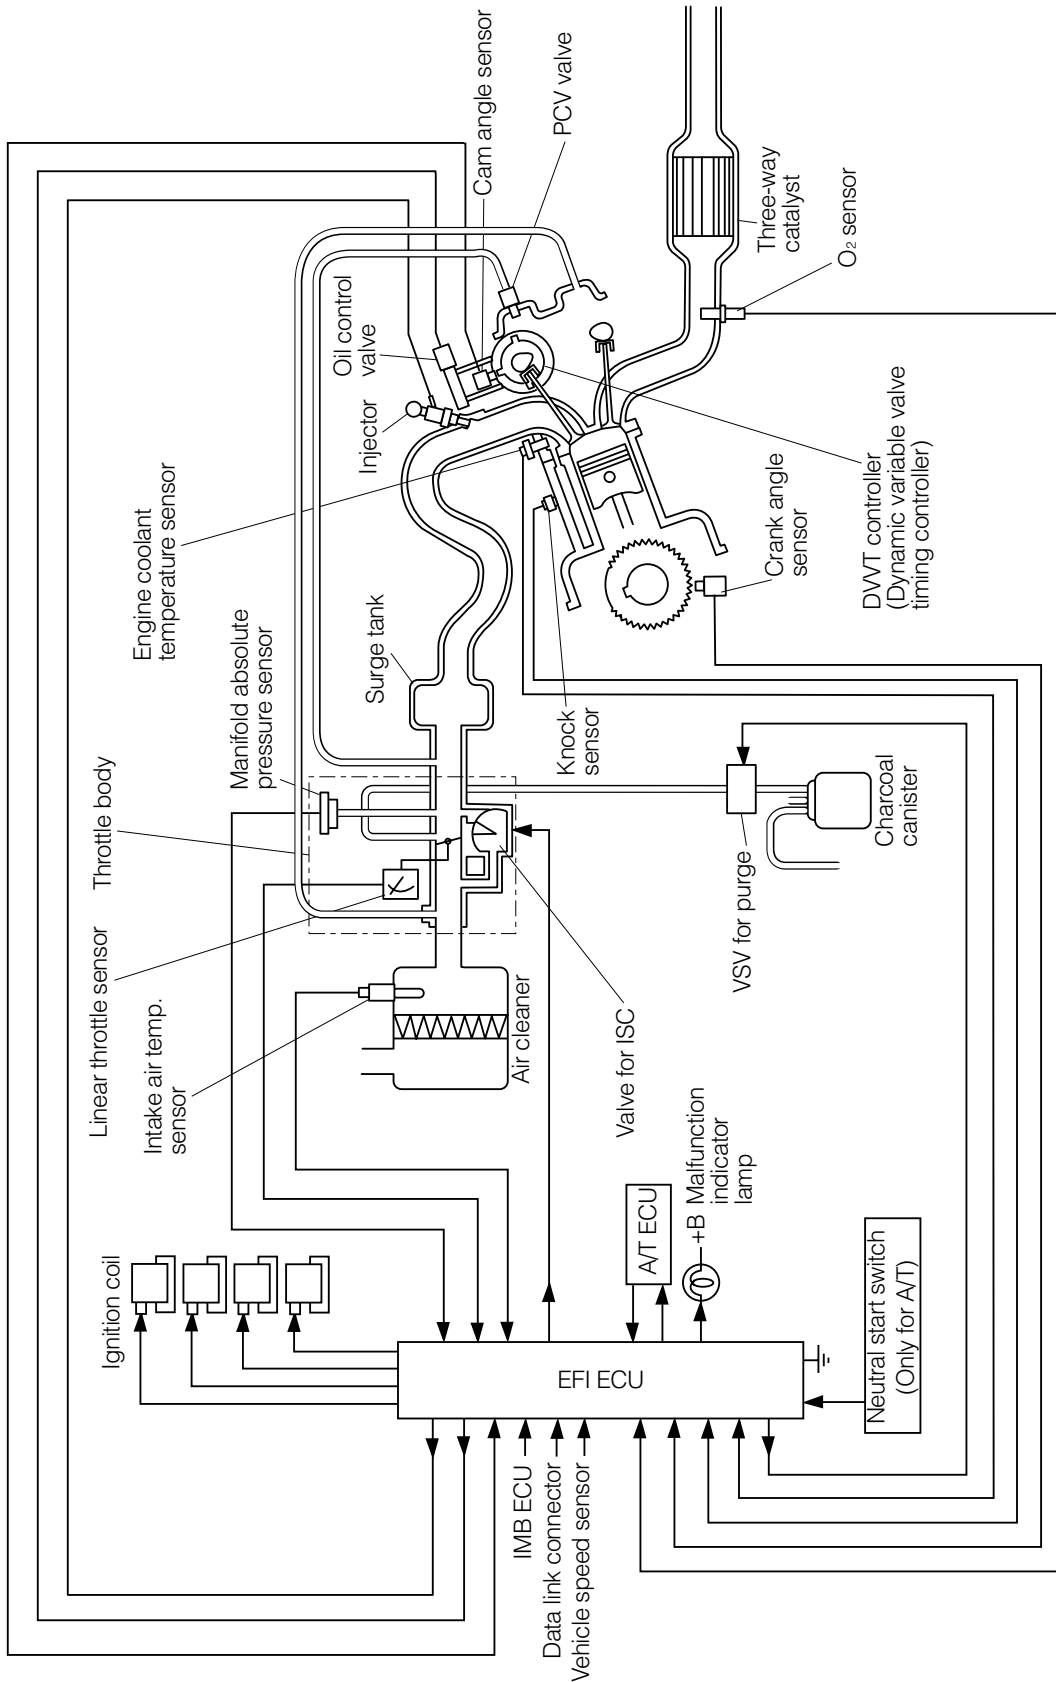 Ignition coil
Linear throttle sensor
Intake air temp.
sensor
Throttle body
Manifold absolute
pressure sensor
Engine coolant
temperature sensor
Surge tank
Injector
Oil control
valve
Cam angle sensor
PCV valve
Three-way
catalyst
O₂ sensor
DVVT controller
(Dynamic variable valve
timing controller)
Crank angle
sensor
Knock
sensor
Charcoal
canister
VSV for purge
Valve for ISC
Air cleaner
A/T ECU
+B
Malfunction
indicator
lamp
EFI ECU
Neutral start switch
(Only for A/T)
IMB ECU
Data link connector
Vehicle speed sensor